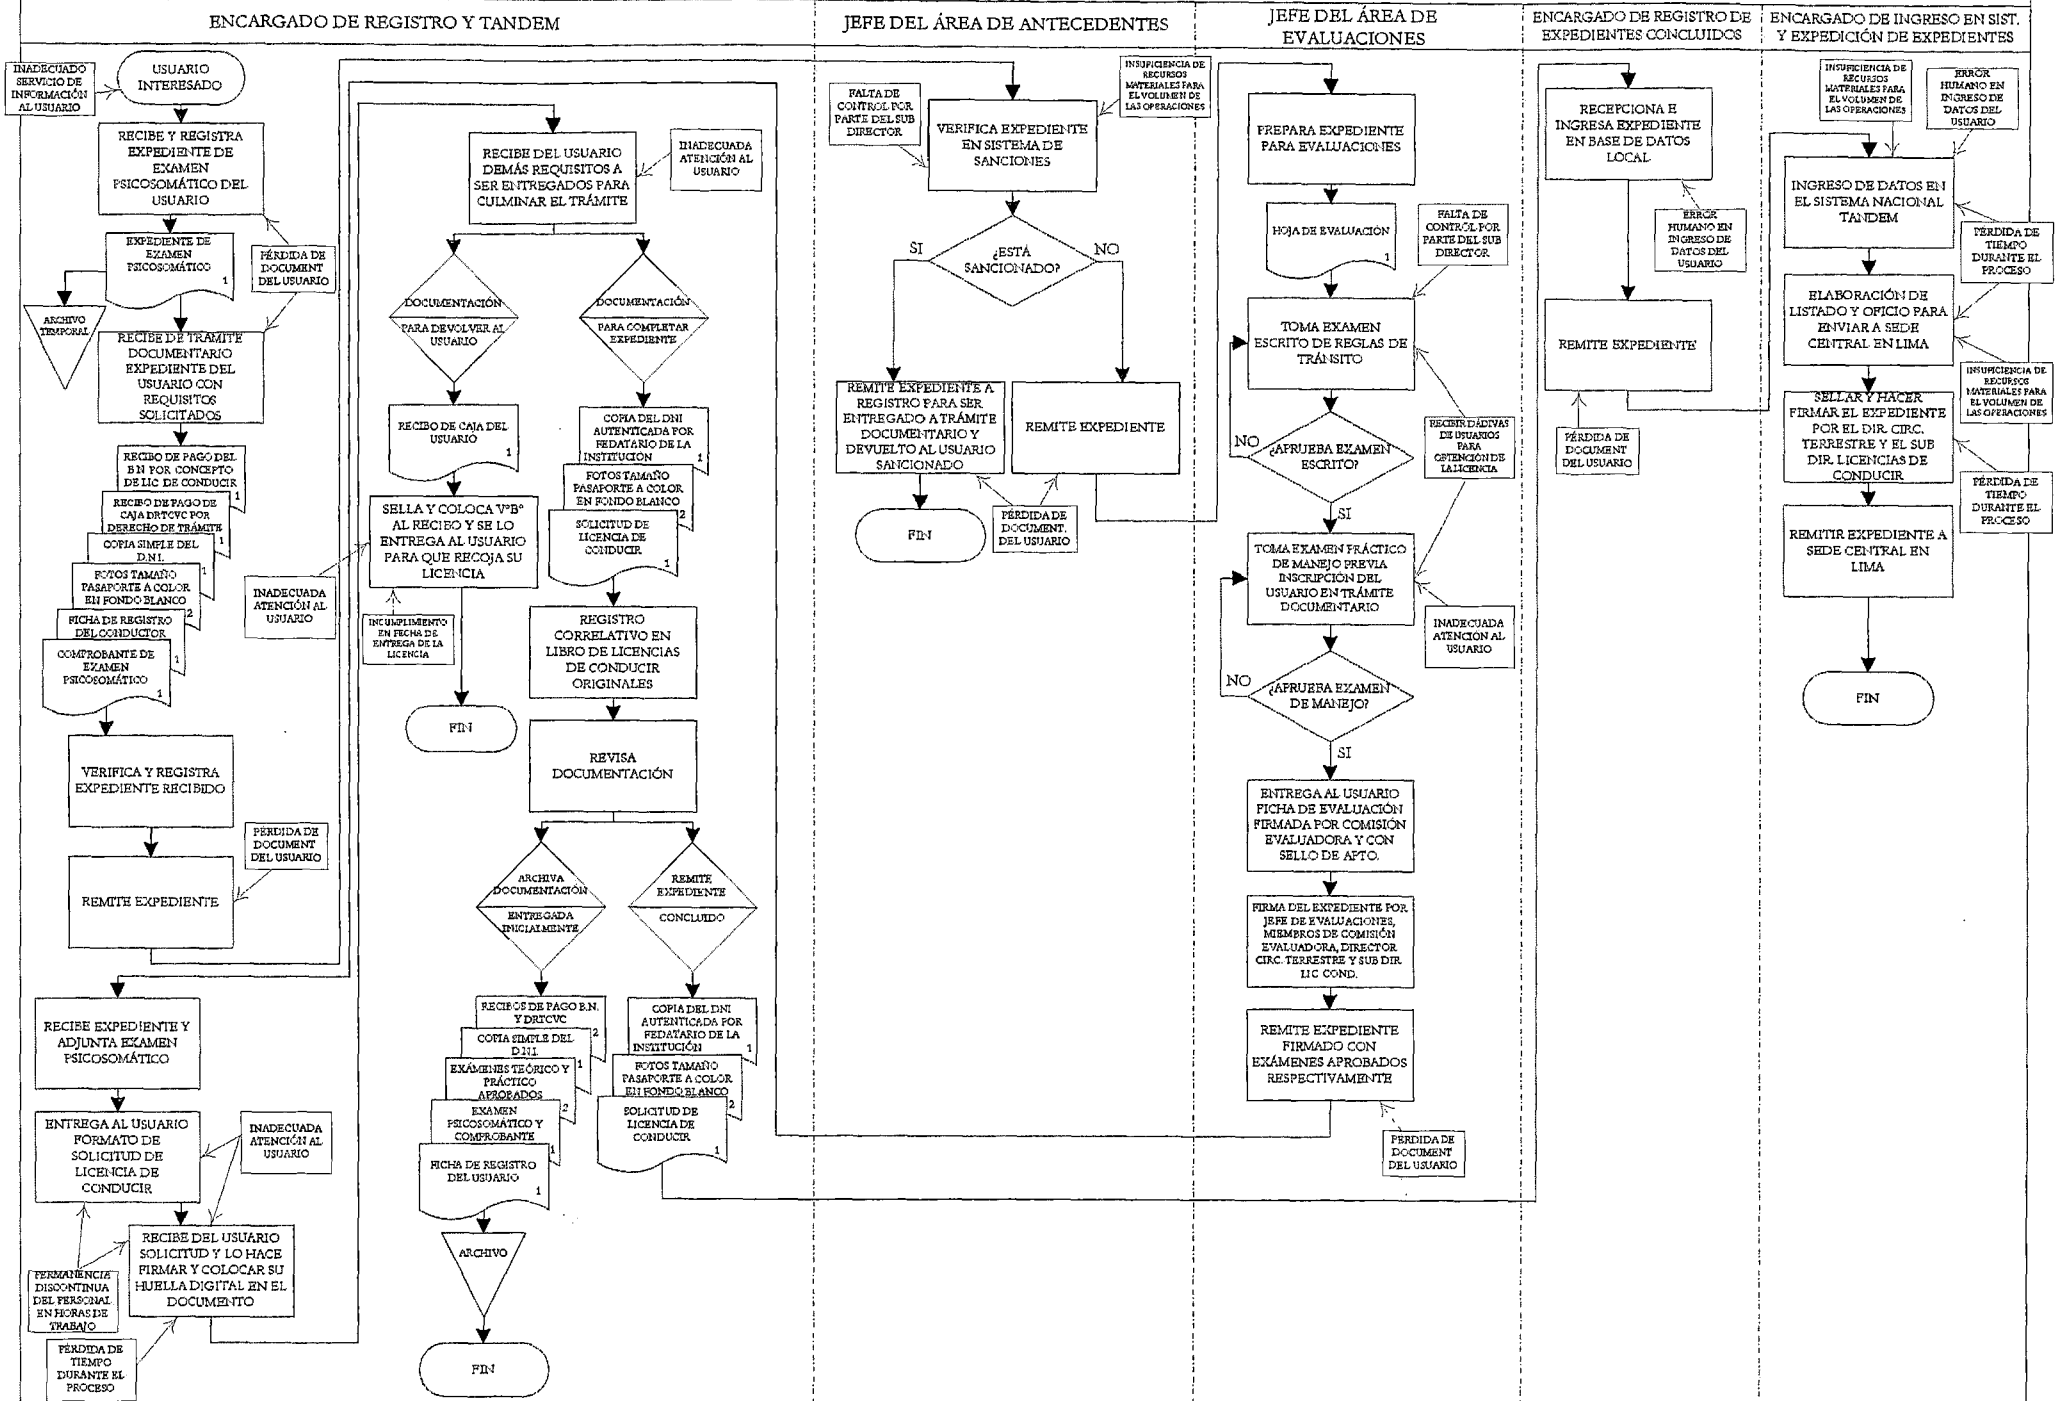 ENCARGADO DE REGISTRO Y TANDEM
JEFE DEL ÁREA DE ANTECEDENTES
JEFE DEL ÁREA DE
EVALUACIONES
ENCARGADO DE REGISTRO DE
EXPEDIENTES CONCLUIDOS
ENCARGADO DE INGRESO EN SIST.
Y EXPEDICIÓN DE EXPEDIENTES
INADECUADO
SERVICIO DE
INFORMACIÓN
AL USUARIO
USUARIO
INTERESADO
RECIBE Y REGISTRA
EXPEDIENTE DE
EXAMEN
PSICOSOMÁTICO DEL
USUARIO
EXPEDIENTE DE
EXAMEN
PSICOSOMÁTICO
1
PÉRDIDA DE
DOCUMENT
DEL USUARIO
ARCHIVO
TEMPORAL
RECIBE DE TRAMITE
DOCUMENTARIO
EXPEDIENTE DEL
USUARIO CON
REQUISITOS
SOLICITADOS
RECIBO DE PAGO DEL
B N POR CONCEPTO
DE LIC. DE CONDUCIR
1
RECIBO DE PAGO DE
CAJA DRTCVC POR
DERECHO DE TRÁMITE
1
COPIA SIMPLE DEL
D.N.I.
1
FOTOS TAMAÑO
PASAPORTE A COLOR
EN FONDO BLANCO
2
FICHA DE REGISTRO
DEL CONDUCTOR
1
COMPROBANTE DE
EXAMEN
PSICOSOMÁTICO
1
VERIFICA Y REGISTRA
EXPEDIENTE RECIBIDO
PÉRDIDA DE
DOCUMENT
DEL USUARIO
REMITE EXPEDIENTE
RECIBE EXPEDIENTE Y
ADJUNTA EXAMEN
PSICOSOMÁTICO
ENTREGA AL USUARIO
FORMATO DE
SOLICITUD DE
LICENCIA DE
CONDUCIR
INADECUADA
ATENCIÓN AL
USUARIO
RECIBE DEL USUARIO
SOLICITUD Y LO HACE
FIRMAR Y COLOCAR SU
HUELLA DIGITAL EN EL
DOCUMENTO
PERMANENCIA
DISCONTINUA
DEL PERSONAL
EN HORAS DE
TRABAJO
PÉRDIDA DE
TIEMPO
DURANTE EL
PROCESO
RECIBE DEL USUARIO
DEMÁS REQUISITOS A
SER ENTREGADOS PARA
CULMINAR EL TRÁMITE
INADECUADA
ATENCIÓN AL
USUARIO
DOCUMENTACIÓN
PARA DEVOLVER AL
USUARIO
DOCUMENTACIÓN
PARA COMPLETAR
EXPEDIENTE
RECIBO DE CAJA DEL
USUARIO
1
COPIA DEL DNI
AUTENTICADA POR
FEDATARIO DE LA
INSTITUCIÓN
1
FOTOS TAMAÑO
PASAPORTE A COLOR
EN FONDO BLANCO
2
SOLICITUD DE
LICENCIA DE
CONDUCIR
1
SELLA Y COLOCA V°B°
AL RECIBO Y SE LO
ENTREGA AL USUARIO
PARA QUE RECOJA SU
LICENCIA
INADECUADA
ATENCIÓN AL
USUARIO
INCUMPLIMIENTO
EN FECHA DE
ENTREGA DE LA
LICENCIA
FIN
REGISTRO
CORRELATIVO EN
LIBRO DE LICENCIAS
DE CONDUCIR
ORIGINALES
REVISA
DOCUMENTACIÓN
ARCHIVA
DOCUMENTACIÓN
ENTREGADA
INICIALMENTE
REMITE
EXPEDIENTE
CONCLUIDO
RECIBOS DE PAGO B.N.
Y DRTCVC
2
COPIA SIMPLE DEL
D.N.I.
1
EXÁMENES TEÓRICO Y
PRÁCTICO
APROBADOS
2
EXAMEN
PSICOSOMÁTICO Y
COMPROBANTE
1
FICHA DE REGISTRO
DEL USUARIO
1
COPIA DEL DNI
AUTENTICADA POR
FEDATARIO DE LA
INSTITUCIÓN
1
FOTOS TAMAÑO
PASAPORTE A COLOR
EN FONDO BLANCO
2
SOLICITUD DE
LICENCIA DE
CONDUCIR
1
ARCHIVO
FIN
FALTA DE
CONTROL POR
PARTE DEL SUB
DIRECTOR
INSUFICIENCIA DE
RECURSOS
MATERIALES PARA
EL VOLUMEN DE
LAS OPERACIONES
VERIFICA EXPEDIENTE
EN SISTEMA DE
SANCIONES
SI
¿ESTÁ
SANCIONADO?
NO
REMITE EXPEDIENTE A
REGISTRO PARA SER
ENTREGADO A TRÁMITE
DOCUMENTARIO Y
DEVUELTO AL USUARIO
SANCIONADO
REMITE EXPEDIENTE
FIN
PÉRDIDA DE
DOCUMENT.
DEL USUARIO
PREPARA EXPEDIENTE
PARA EVALUACIONES
HOJA DE EVALUACIÓN
1
FALTA DE
CONTROL POR
PARTE DEL SUB
DIRECTOR
TOMA EXAMEN
ESCRITO DE REGLAS DE
TRÁNSITO
NO
¿APRUEBA EXAMEN
ESCRITO?
SI
RECIBIR DÁDIVAS
DE USUARIOS
PARA
OBTENCIÓN DE
LA LICENCIA
TOMA EXAMEN PRÁCTICO
DE MANEJO PREVIA
INSCRIPCIÓN DEL
USUARIO EN TRÁMITE
DOCUMENTARIO
INADECUADA
ATENCIÓN AL
USUARIO
NO
¿APRUEBA EXAMEN
DE MANEJO?
SI
ENTREGA AL USUARIO
FICHA DE EVALUACIÓN
FIRMADA POR COMISIÓN
EVALUADORA Y CON
SELLO DE APTO.
FIRMA DEL EXPEDIENTE POR
JEFE DE EVALUACIONES,
MIEMBROS DE COMISIÓN
EVALUADORA, DIRECTOR
CIRC. TERRESTRE Y SUB DIR
LIC COND.
REMITE EXPEDIENTE
FIRMADO CON
EXÁMENES APROBADOS
RESPECTIVAMENTE
PÉRDIDA DE
DOCUMENT
DEL USUARIO
RECEPCIONA E
INGRESA EXPEDIENTE
EN BASE DE DATOS
LOCAL
ERROR
HUMANO EN
INGRESO DE
DATOS DEL
USUARIO
REMITE EXPEDIENTE
PÉRDIDA DE
DOCUMENT
DEL USUARIO
INSUFICIENCIA DE
RECURSOS
MATERIALES PARA
EL VOLUMEN DE
LAS OPERACIONES
ERROR
HUMANO EN
INGRESO DE
DATOS DEL
USUARIO
INGRESO DE DATOS EN
EL SISTEMA NACIONAL
TANDEM
PÉRDIDA DE
TIEMPO
DURANTE EL
PROCESO
ELABORACIÓN DE
LISTADO Y OFICIO PARA
ENVIAR A SEDE
CENTRAL EN LIMA
INSUFICIENCIA DE
RECURSOS
MATERIALES PARA
EL VOLUMEN DE
LAS OPERACIONES
SELLAR Y HACER
FIRMAR EL EXPEDIENTE
POR EL DIR. CIRC.
TERRESTRE Y EL SUB
DIR. LICENCIAS DE
CONDUCIR
PÉRDIDA DE
TIEMPO
DURANTE EL
PROCESO
REMITIR EXPEDIENTE A
SEDE CENTRAL EN
LIMA
FIN